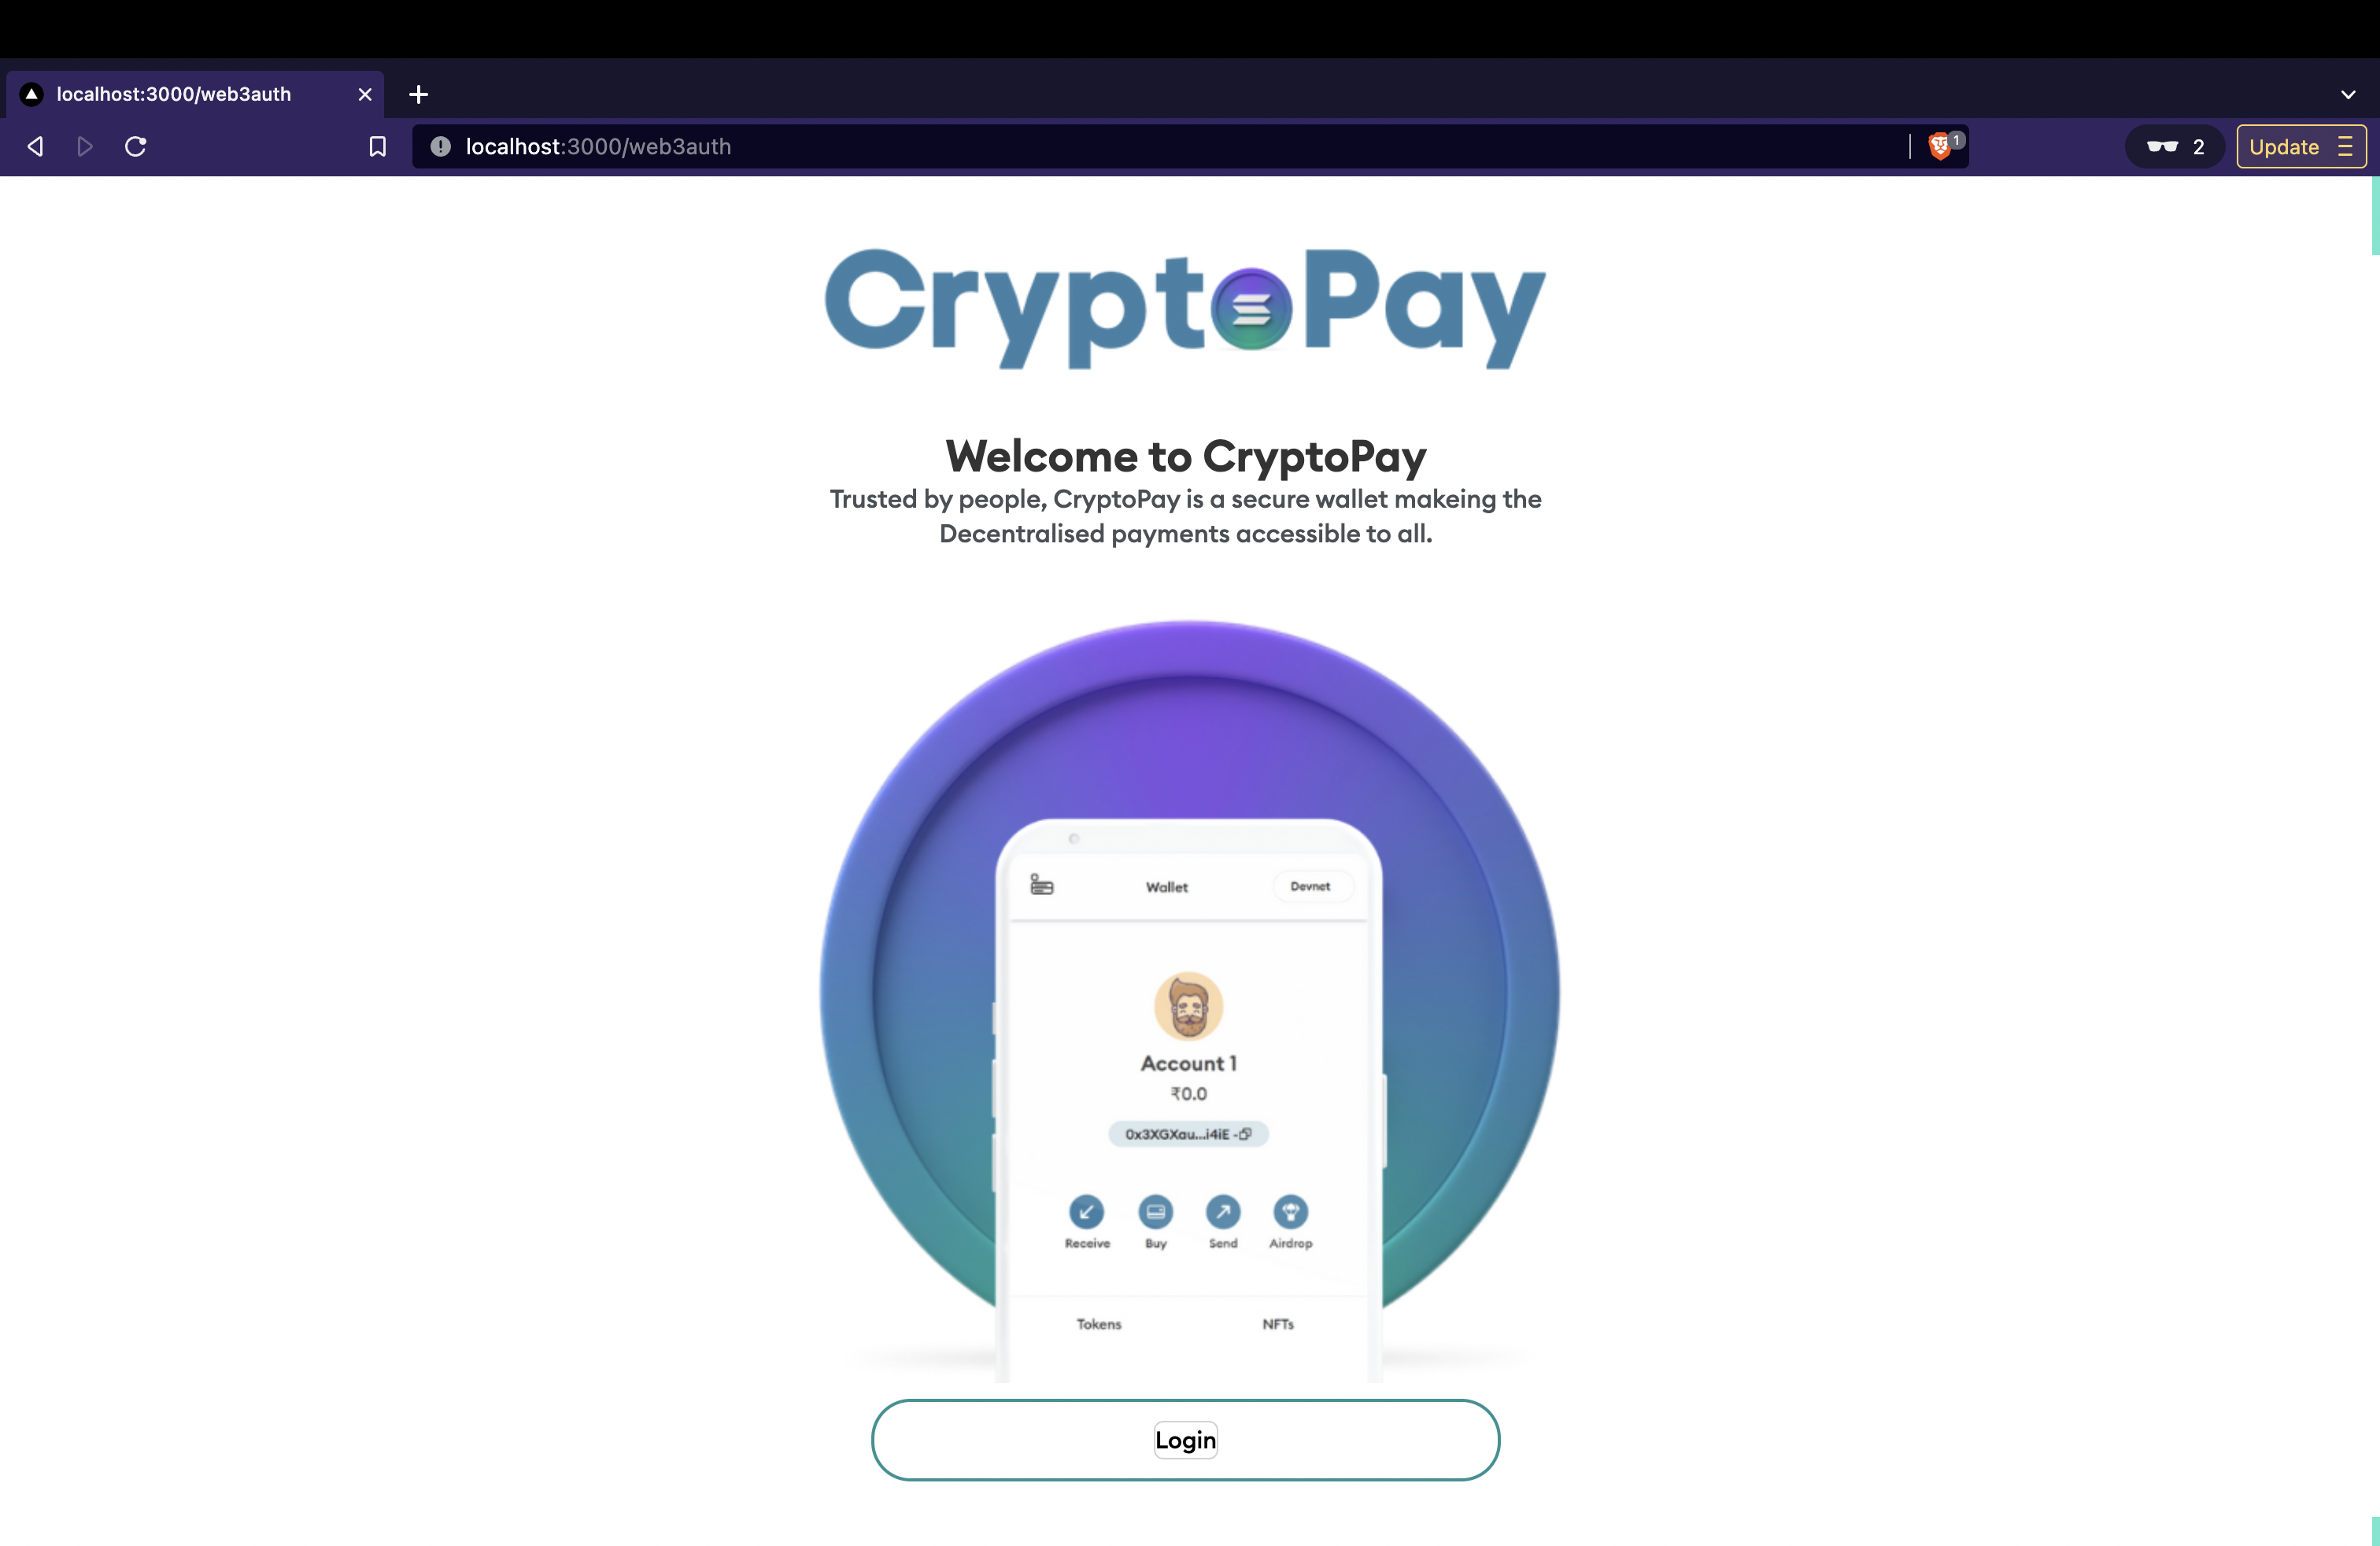 localhost:3000/web3auth
localhost:3000/web3auth
1
2
Update
CryptoPay
Welcome to CryptoPay
Trusted by people, CryptoPay is a secure wallet makeing the
Decentralised payments accessible to all.
Wallet
Devnet
Account 1
₹0.0
0x3XGXau...i4iE -
Receive
Buy
Send
Airdrop
Tokens
NFTs
Login